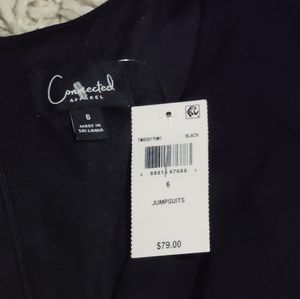 Connected
APPAREL
6
MADE IN
SRI LANKA
BLACK
6
JUMPSUITS
$79.00